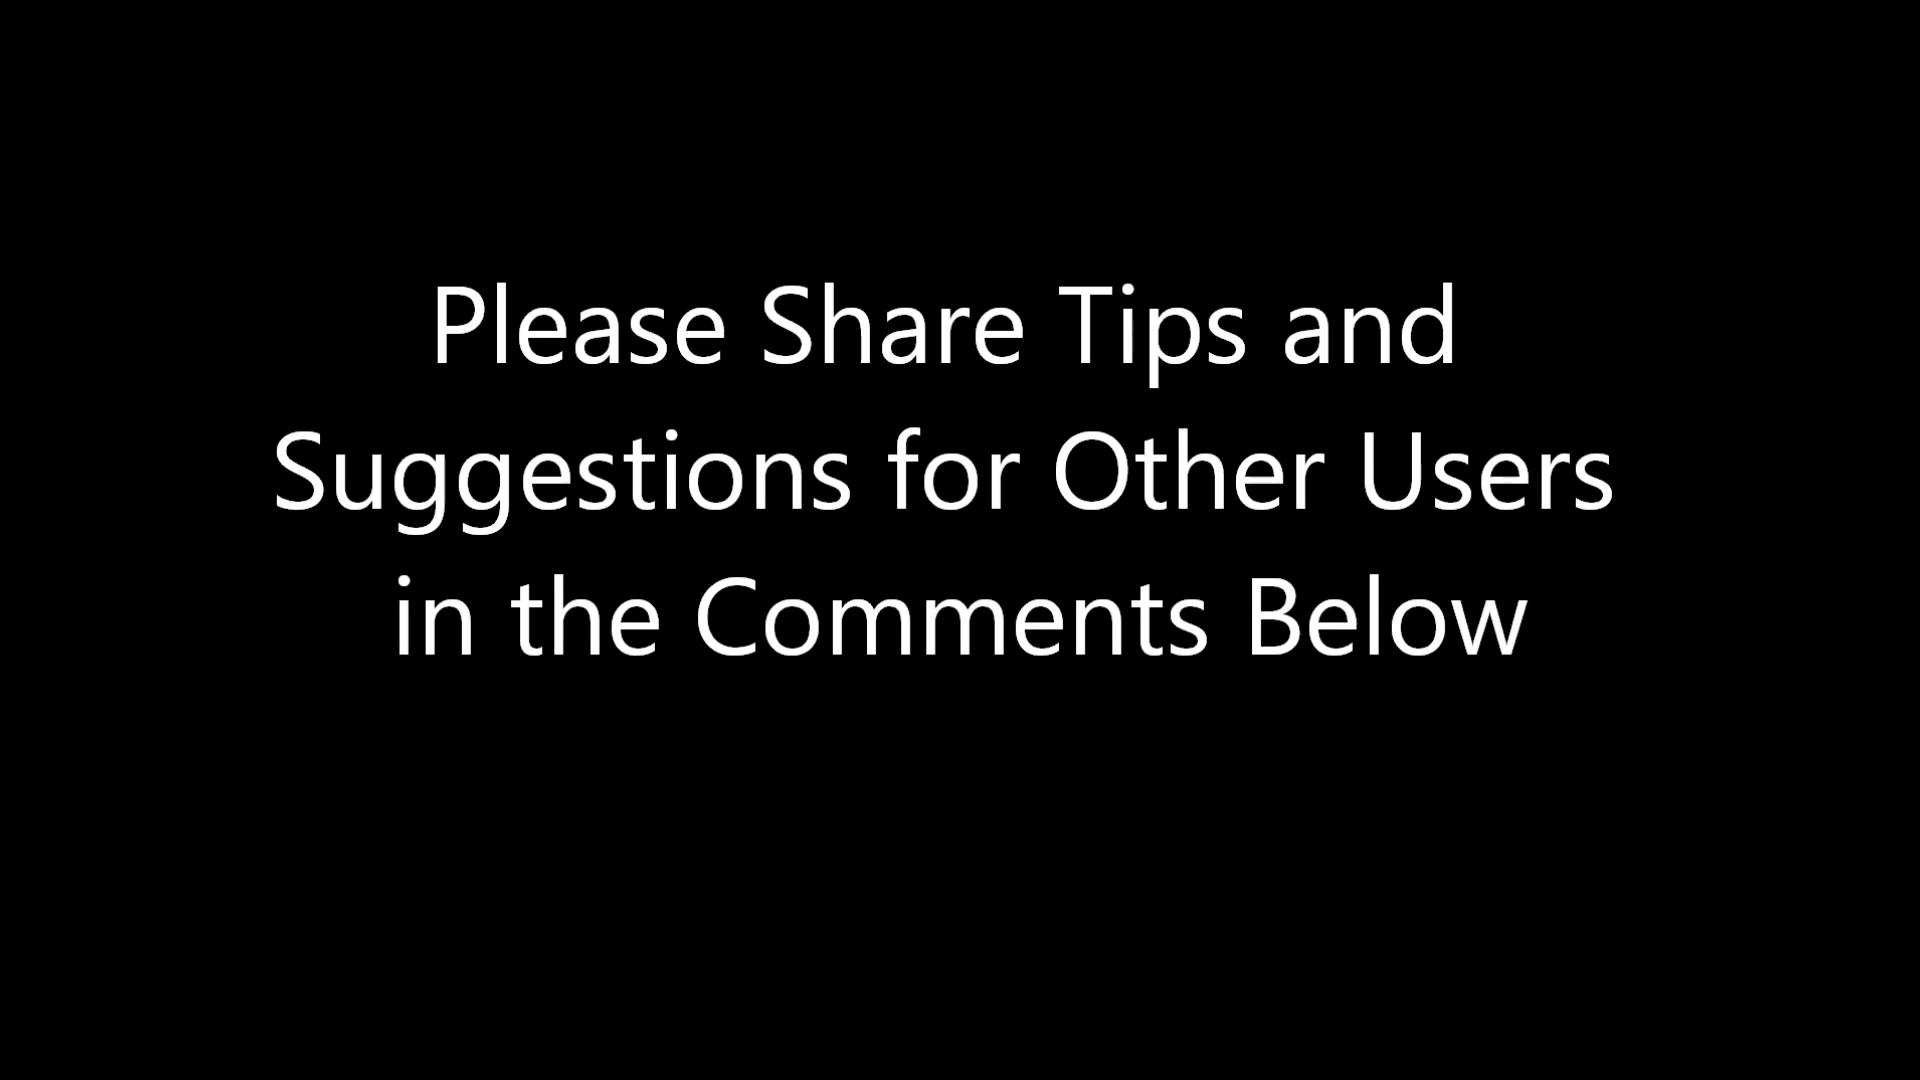 Please Share Tips and
Suggestions for Other Users
in the Comments Below